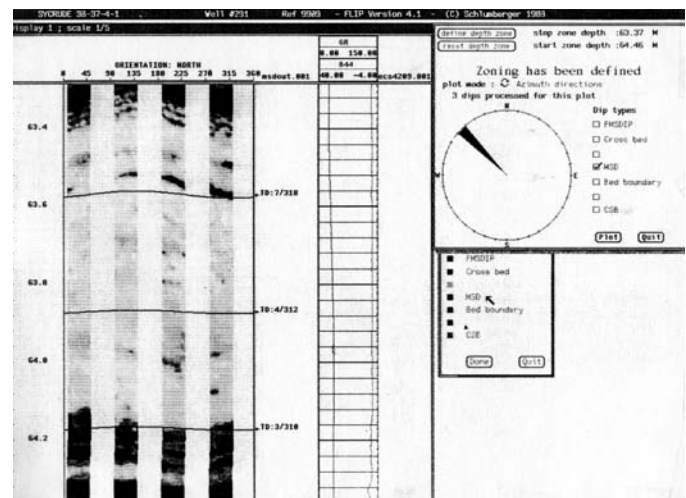 SYCRUDE 38-37-4-1 Well #291 Ref 9909 - FLIP Version 4.1 - (C) Schlumberger 1989
isplay 1 ; scale 1/5
ORIENTATION: NORTH
0 45 90 135 180 225 270 315 360
msdout.001
GR
0.00 150.00
844
40.00 -4.00
ecs4209.001
63.4
63.6
63.8
64.0
64.2
TD:7/310
TD:4/312
TD:3/310
define depth zone
stop zone depth :63.37 M
reset depth zone
start zone depth :64.46 M
Zoning has been defined
plot mode : Azimuth directions
3 dips processed for this plot
N
W
E
S
Dip types
FMSDIP
Cross bed
MSD
Bed boundary
CSB
Plot Quit
FMSDIP
Cross bed
MSD
Bed boundary
CSB
Done Quit